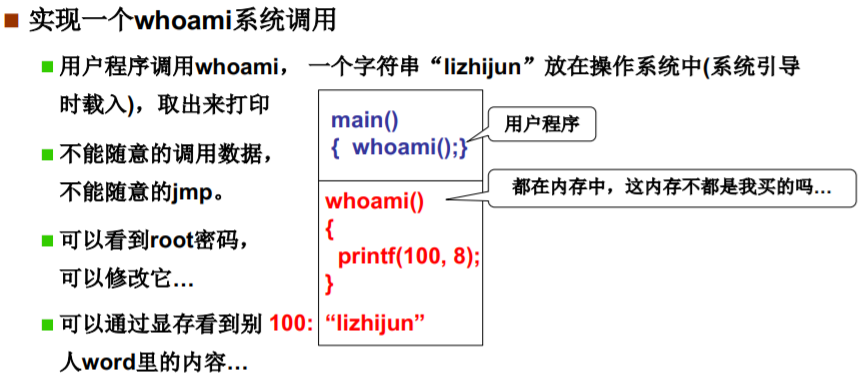 实现一个whoami系统调用
用户程序调用whoami， 一个字符串“lizhijun”放在操作系统中(系统引导
时载入)，取出来打印
不能随意的调用数据，
不能随意的jmp。
可以看到root密码，
可以修改它…
可以通过显存看到别
人word里的内容…
main()
{ whoami();}
用户程序
whoami()
{
printf(100, 8);
}
100: “lizhijun”
都在内存中，这内存不都是我买的吗…